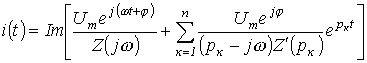 i(t) = Im[ U_m e^{j(ωt+φ)} / Z(jω) + ∑_{κ=1}^{n} U_m e^{jφ} / ((p_κ − jω)Z′(p_κ)) e^{p_κ t} ]